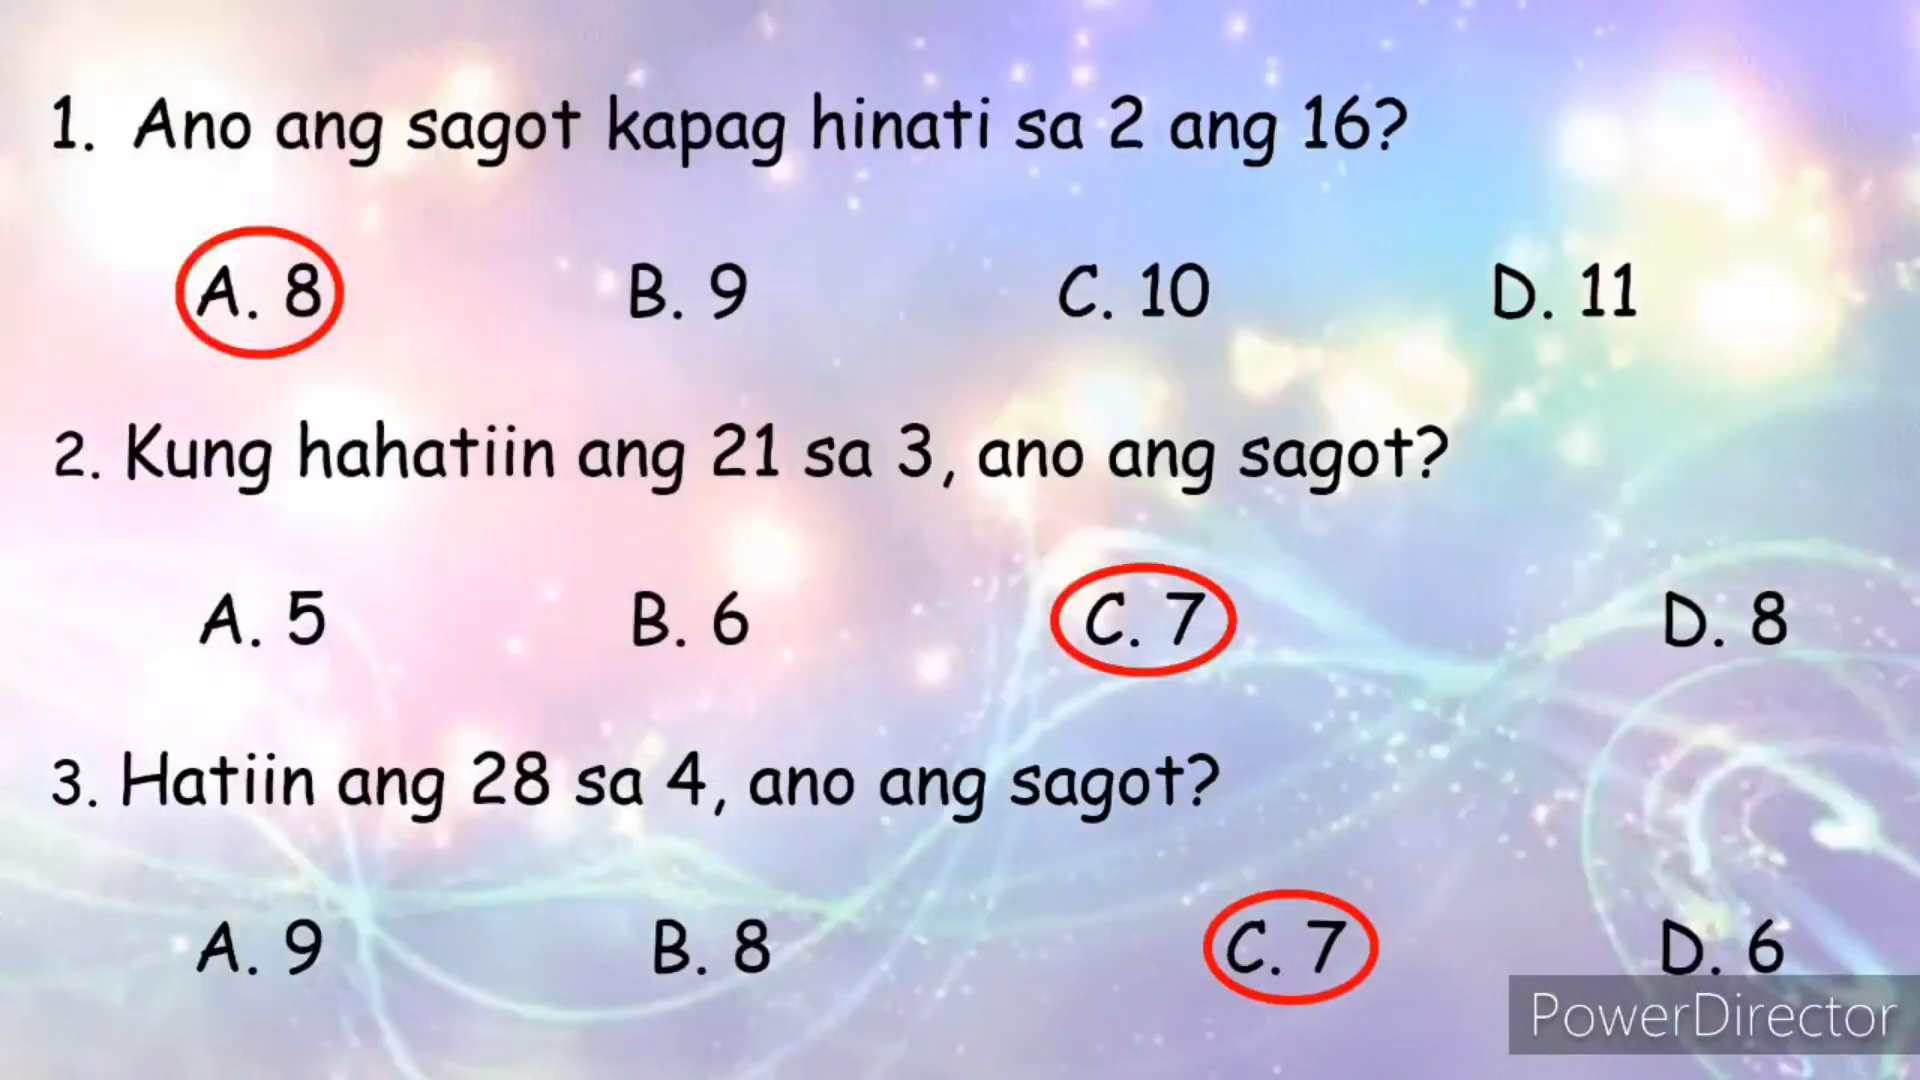 1. Ano ang sagot kapag hinati sa 2 ang 16?
A. 8 B. 9 C. 10 D. 11
2. Kung hahatiin ang 21 sa 3, ano ang sagot?
A. 5 B. 6 C. 7 D. 8
3. Hatiin ang 28 sa 4, ano ang sagot?
A. 9 B. 8 C. 7 D. 6
PowerDirector